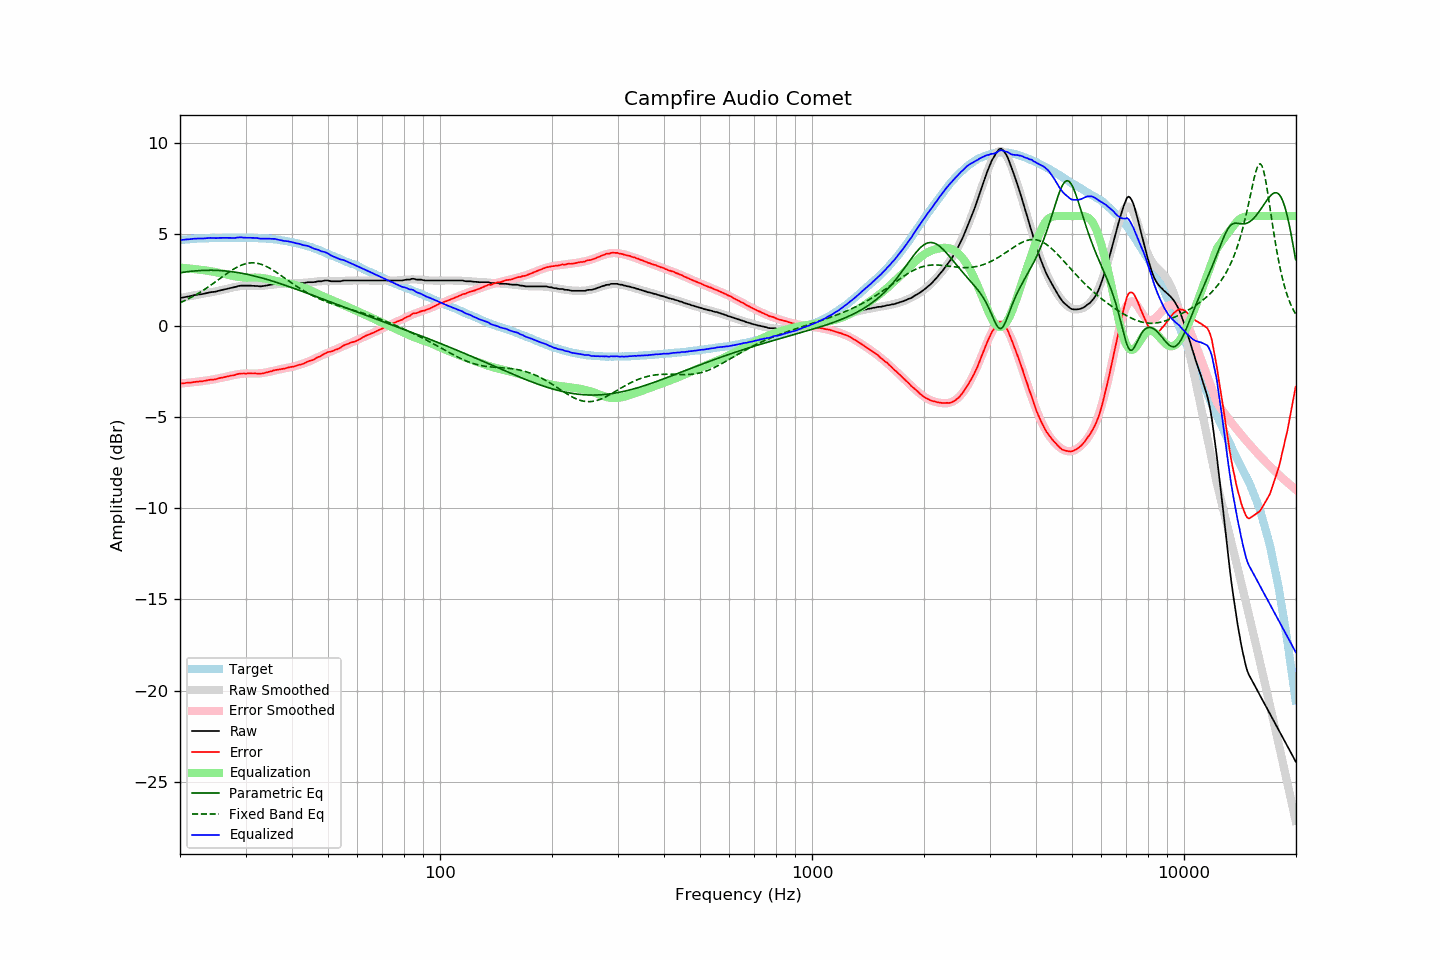 Campfire Audio Comet
10
5
0
−5
−10
−15
−20
−25
Amplitude (dBr)
Target
Raw Smoothed
Error Smoothed
Raw
Error
Equalization
Parametric Eq
Fixed Band Eq
Equalized
100
1000
10000
Frequency (Hz)